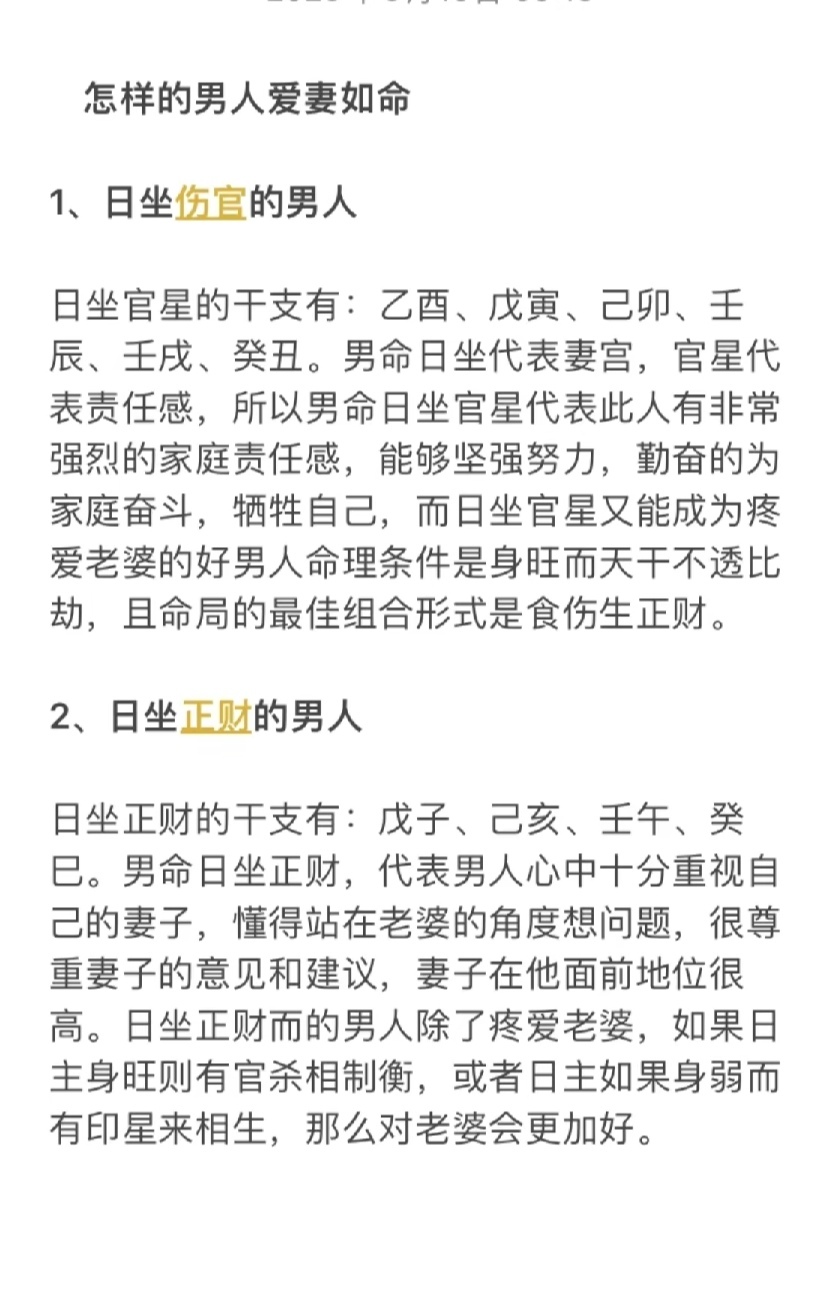 怎样的男人爱妻如命
1、日坐伤官的男人
日坐官星的干支有：乙酉、戊寅、己卯、壬
辰、壬戌、癸丑。男命日坐代表妻宫，官星代
表责任感，所以男命日坐官星代表此人有非常
强烈的家庭责任感，能够坚强努力，勤奋的为
家庭奋斗，牺牲自己，而日坐官星又能成为疼
爱老婆的好男人命理条件是身旺而天干不透比
劫，且命局的最佳组合形式是食伤生正财。
2、日坐正财的男人
日坐正财的干支有：戊子、己亥、壬午、癸
巳。男命日坐正财，代表男人心中十分重视自
己的妻子，懂得站在老婆的角度想问题，很尊
重妻子的意见和建议，妻子在他面前地位很
高。日坐正财而的男人除了疼爱老婆，如果日
主身旺则有官杀相制衡，或者日主如果身弱而
有印星来相生，那么对老婆会更加好。